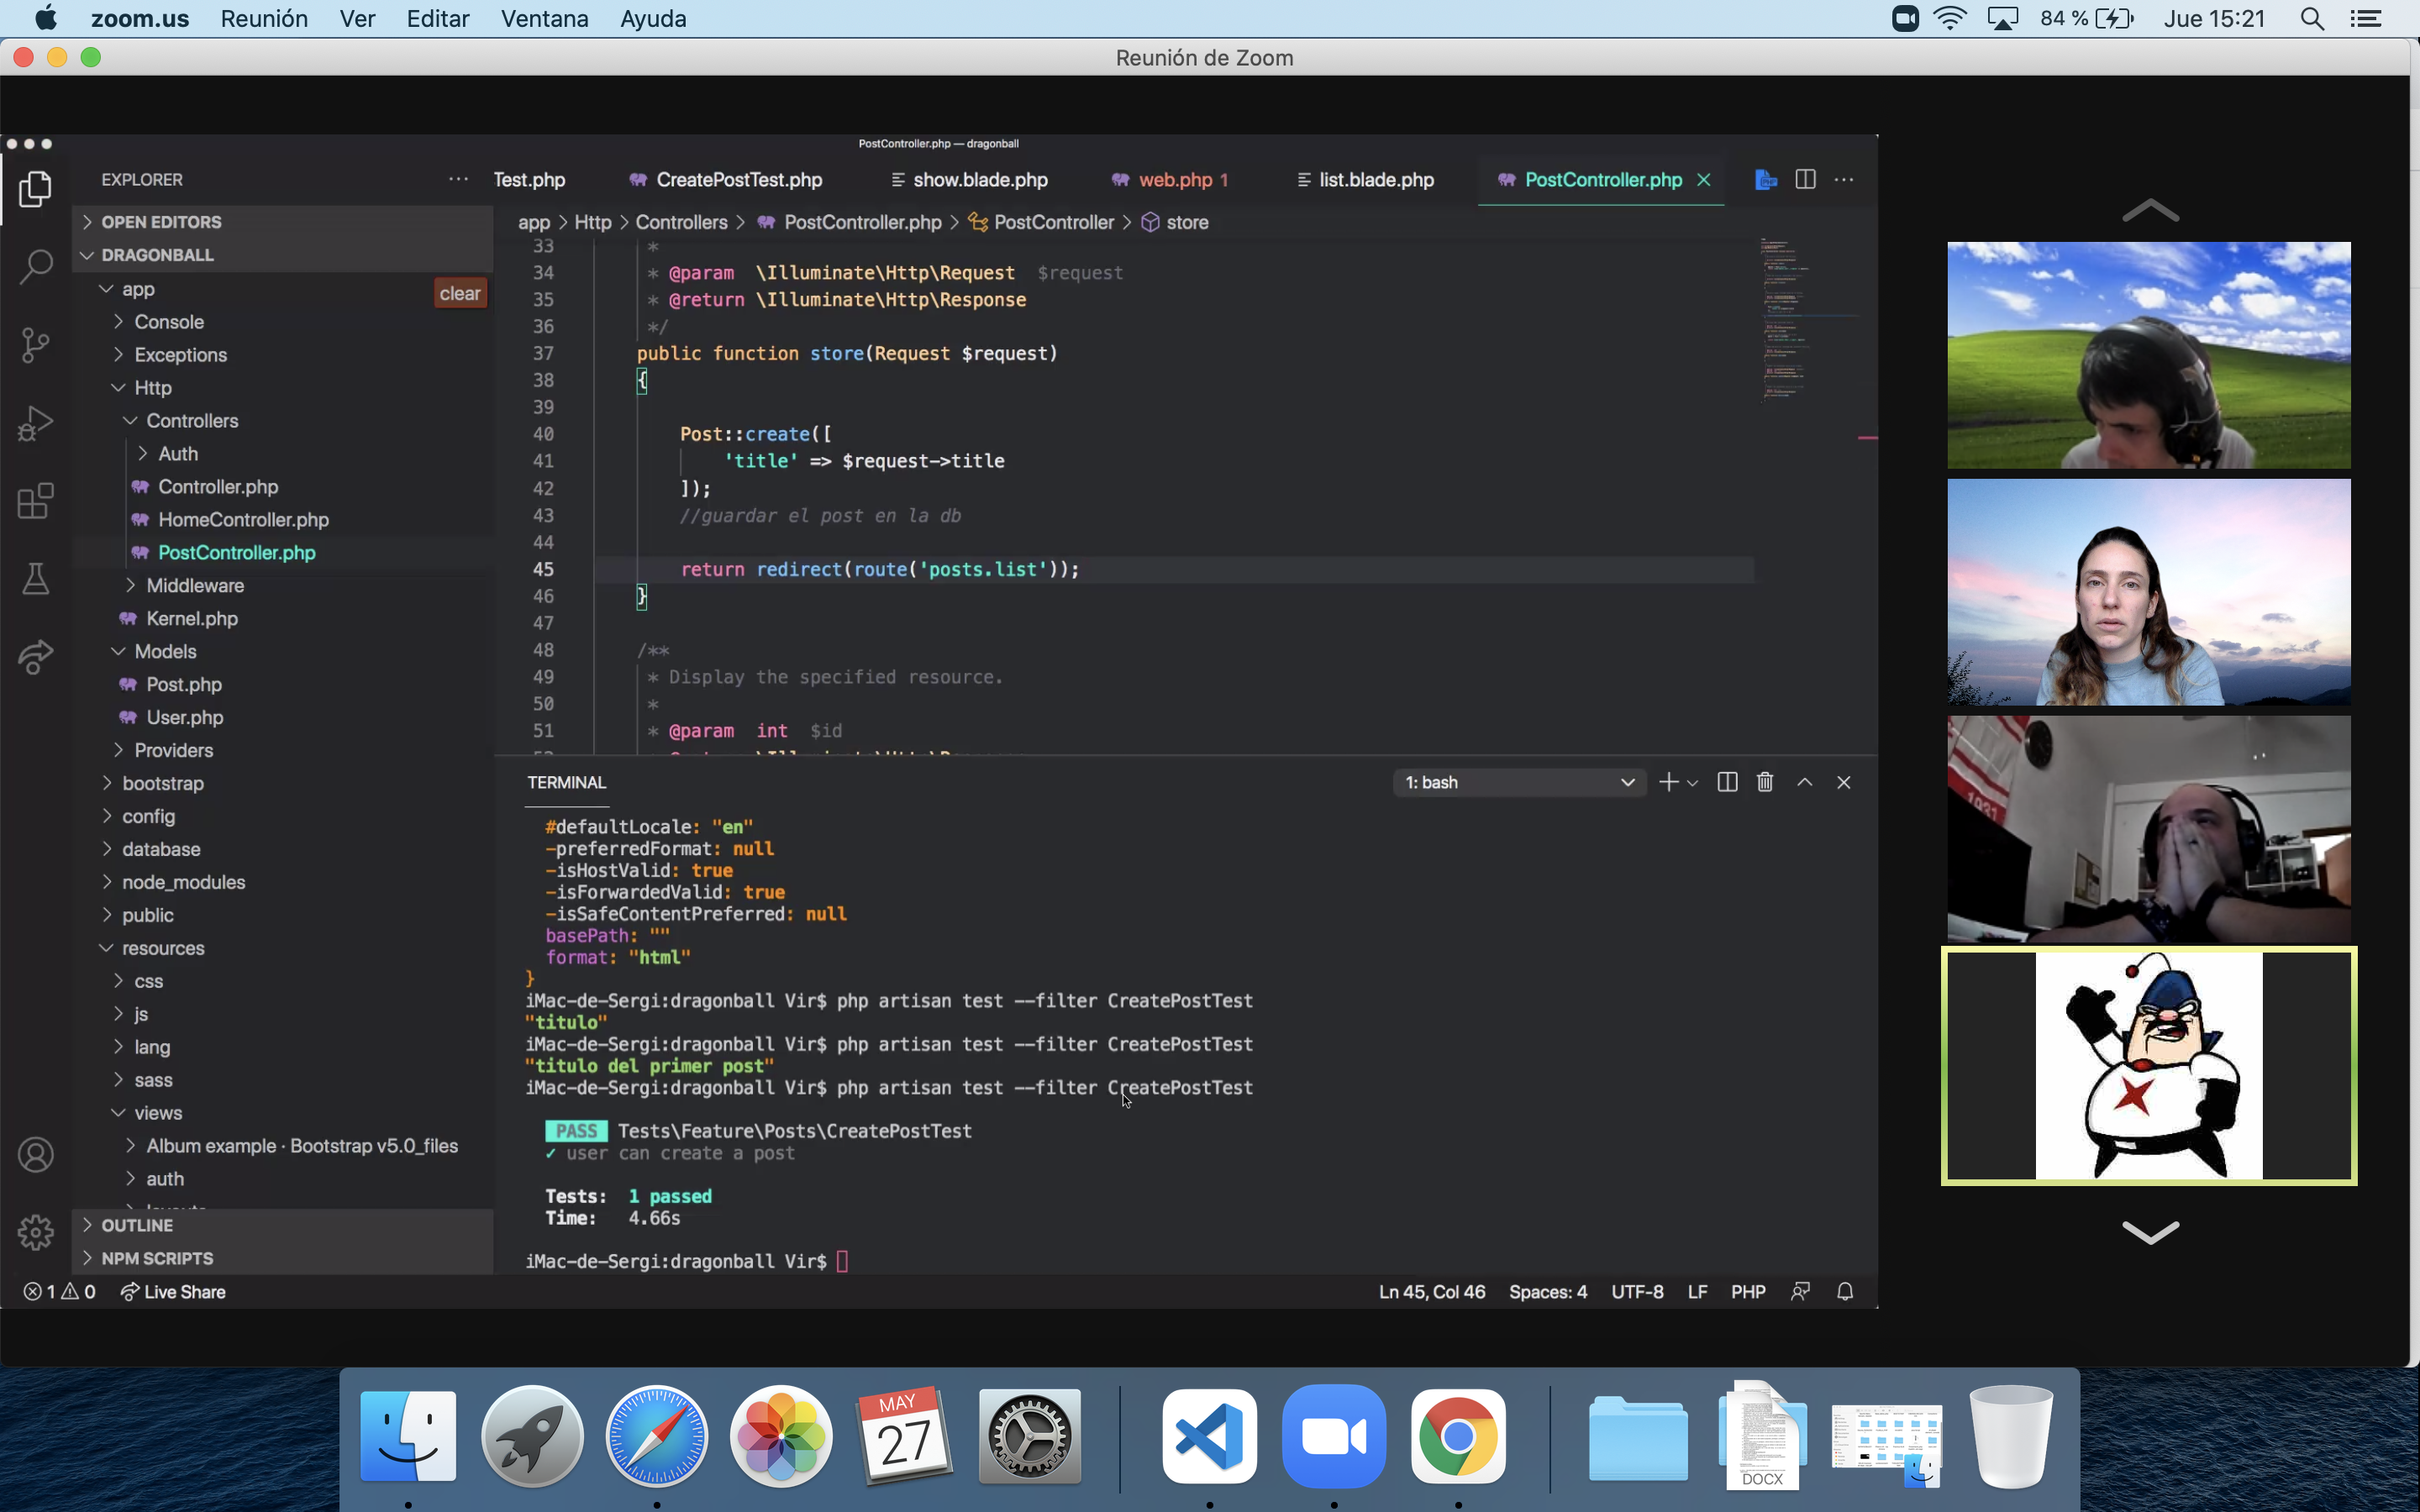 zoom.us Reunión Ver Editar Ventana Ayuda 84 % Jue 15:21
Reunión de Zoom
PostController.php — dragonball
EXPLORER ··· Test.php CreatePostTest.php show.blade.php web.php 1 list.blade.php PostController.php
OPEN EDITORS
DRAGONBALL
app
clear
Console
Exceptions
Http
Controllers
Auth
Controller.php
HomeController.php
PostController.php
Middleware
Kernel.php
Models
Post.php
User.php
Providers
bootstrap
config
database
node_modules
public
resources
css
js
lang
sass
views
Album example · Bootstrap v5.0_files
auth
OUTLINE
NPM SCRIPTS
app > Http > Controllers > PostController.php > PostController > store
33 *
34 * @param \Illuminate\Http\Request $request
35 * @return \Illuminate\Http\Response
36 */
37 public function store(Request $request)
38 {
39
40 Post::create([
41 'title' => $request->title
42 ]);
43 //guardar el post en la db
44
45 return redirect(route('posts.list'));
46 }
47
48 /**
49 * Display the specified resource.
50 *
51 * @param int $id
TERMINAL 1: bash
#defaultLocale: "en"
-preferredFormat: null
-isHostValid: true
-isForwardedValid: true
-isSafeContentPreferred: null
basePath: ""
format: "html"
}
iMac-de-Sergi:dragonball Vir$ php artisan test --filter CreatePostTest
"titulo"
iMac-de-Sergi:dragonball Vir$ php artisan test --filter CreatePostTest
"titulo del primer post"
iMac-de-Sergi:dragonball Vir$ php artisan test --filter CreatePostTest
PASS Tests\Feature\Posts\CreatePostTest
✓ user can create a post
Tests: 1 passed
Time: 4.66s
iMac-de-Sergi:dragonball Vir$
1 0 Live Share Ln 45, Col 46 Spaces: 4 UTF-8 LF PHP
1931
MAY
27
DOCX